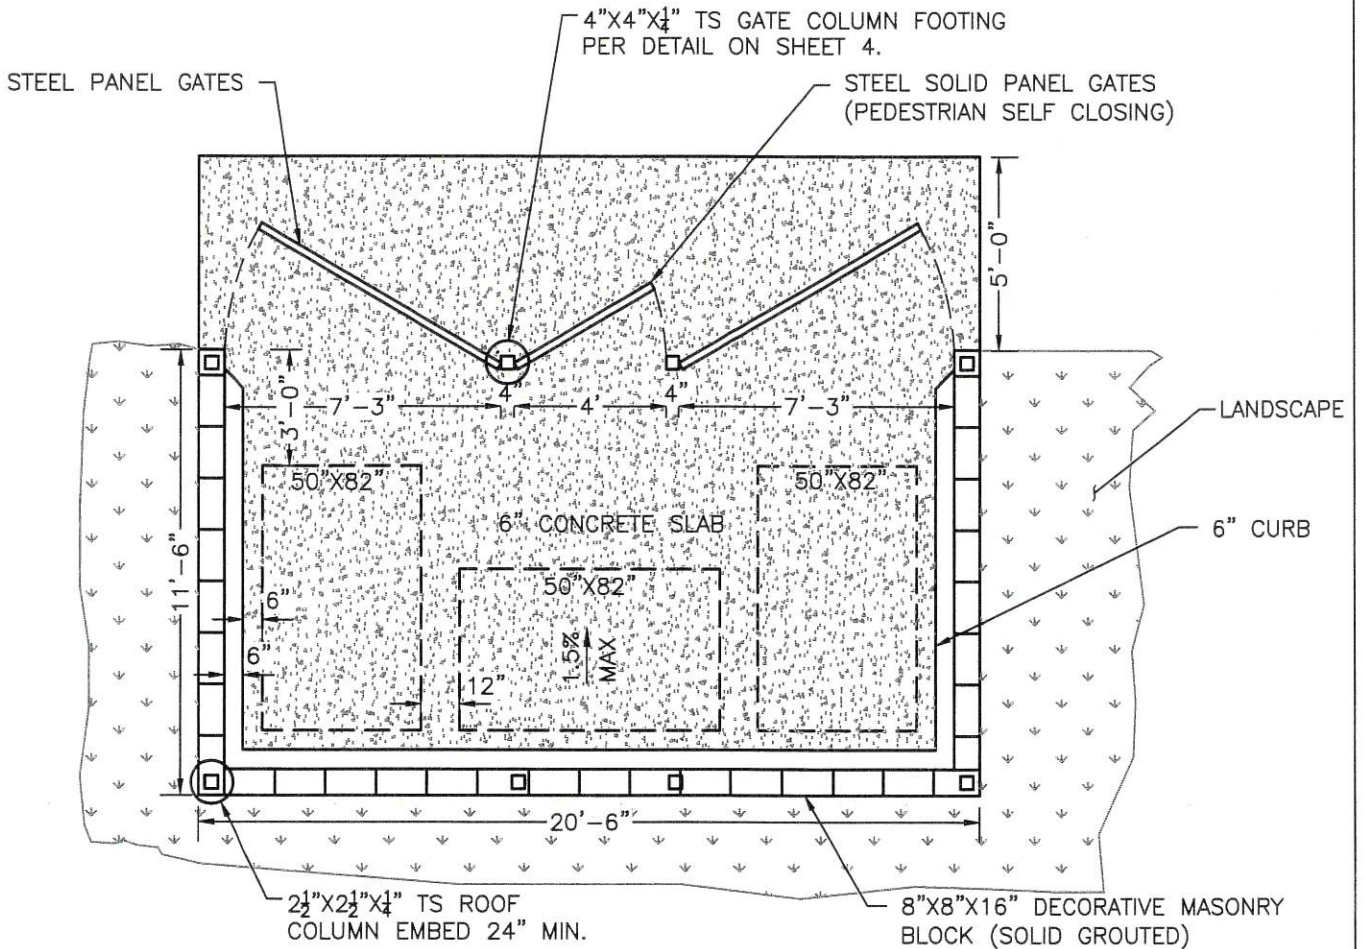 4"X4"X¼" TS GATE COLUMN FOOTING
PER DETAIL ON SHEET 4.
STEEL PANEL GATES
STEEL SOLID PANEL GATES
(PEDESTRIAN SELF CLOSING)
5'-0"
3'-0"
7'-3"
4"
4'
4"
7'-3"
LANDSCAPE
50"X82"
50"X82"
6" CONCRETE SLAB
6" CURB
11'-6"
50"X82"
6"
1.5%
MAX
6"
12"
20'-6"
2½"X2½"X¼" TS ROOF
COLUMN EMBED 24" MIN.
8"X8"X16" DECORATIVE MASONRY
BLOCK (SOLID GROUTED)